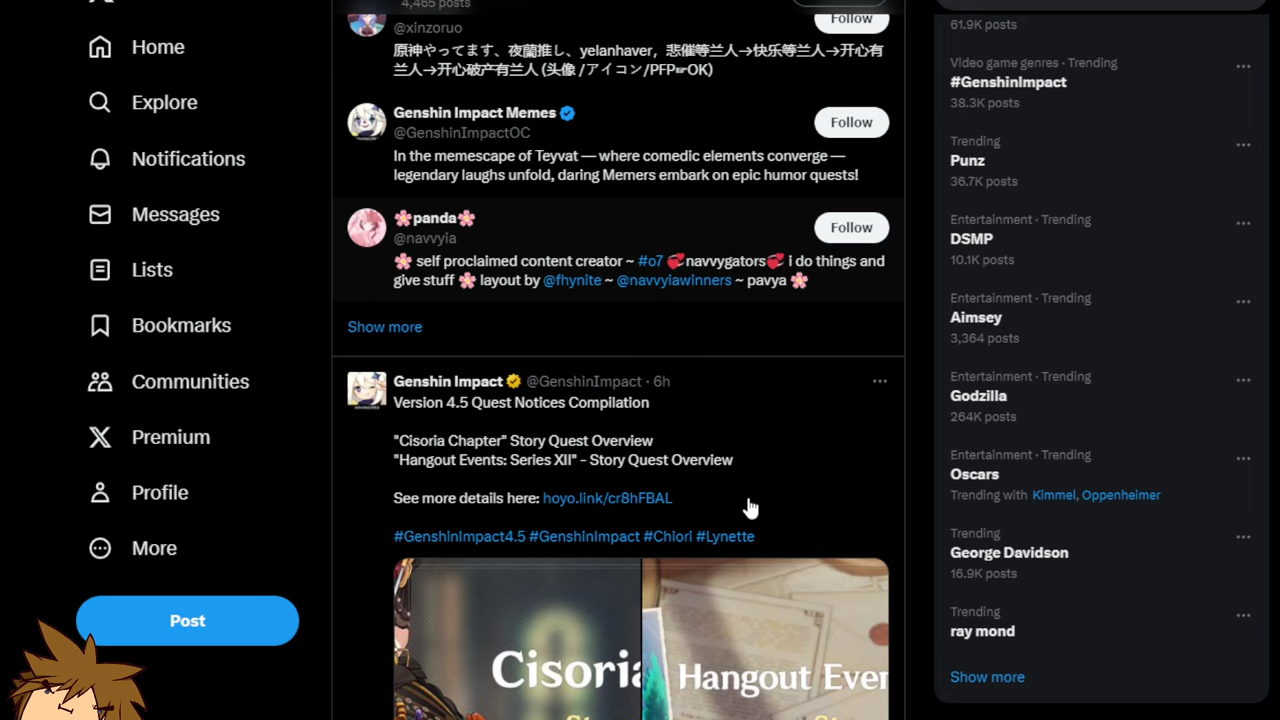 Home
Explore
Notifications
Messages
Lists
Bookmarks
Communities
Premium
Profile
More
Post
4,465 posts
Follow
@xinzoruo
原神やってます、夜蘭推し、yelanhaver，悲催等兰人→快乐等兰人→开心有
兰人→开心破产有兰人 (头像 /アイコン/PFP☞OK)
Genshin Impact Memes
@GenshinImpactOC
Follow
In the memescape of Teyvat — where comedic elements converge —
legendary laughs unfold, daring Memers embark on epic humor quests!
🌸panda🌸
@navvyia
Follow
🌸 self proclaimed content creator ~ #o7 💞navvygators💞 i do things and
give stuff 🌸 layout by @fhynite ~ @navvyiawinners ~ pavya 🌸
Show more
Genshin Impact @GenshinImpact · 6h
Version 4.5 Quest Notices Compilation
"Cisoria Chapter" Story Quest Overview
"Hangout Events: Series XII" - Story Quest Overview
See more details here: hoyo.link/cr8hFBAL
#GenshinImpact4.5 #GenshinImpact #Chiori #Lynette
Cisoria
Hangout Even
61.9K posts
Video game genres · Trending
#GenshinImpact
38.3K posts
Trending
Punz
36.7K posts
Entertainment · Trending
DSMP
10.1K posts
Entertainment · Trending
Aimsey
3,364 posts
Entertainment · Trending
Godzilla
264K posts
Entertainment · Trending
Oscars
Trending with Kimmel, Oppenheimer
Trending
George Davidson
16.9K posts
Trending
ray mond
Show more